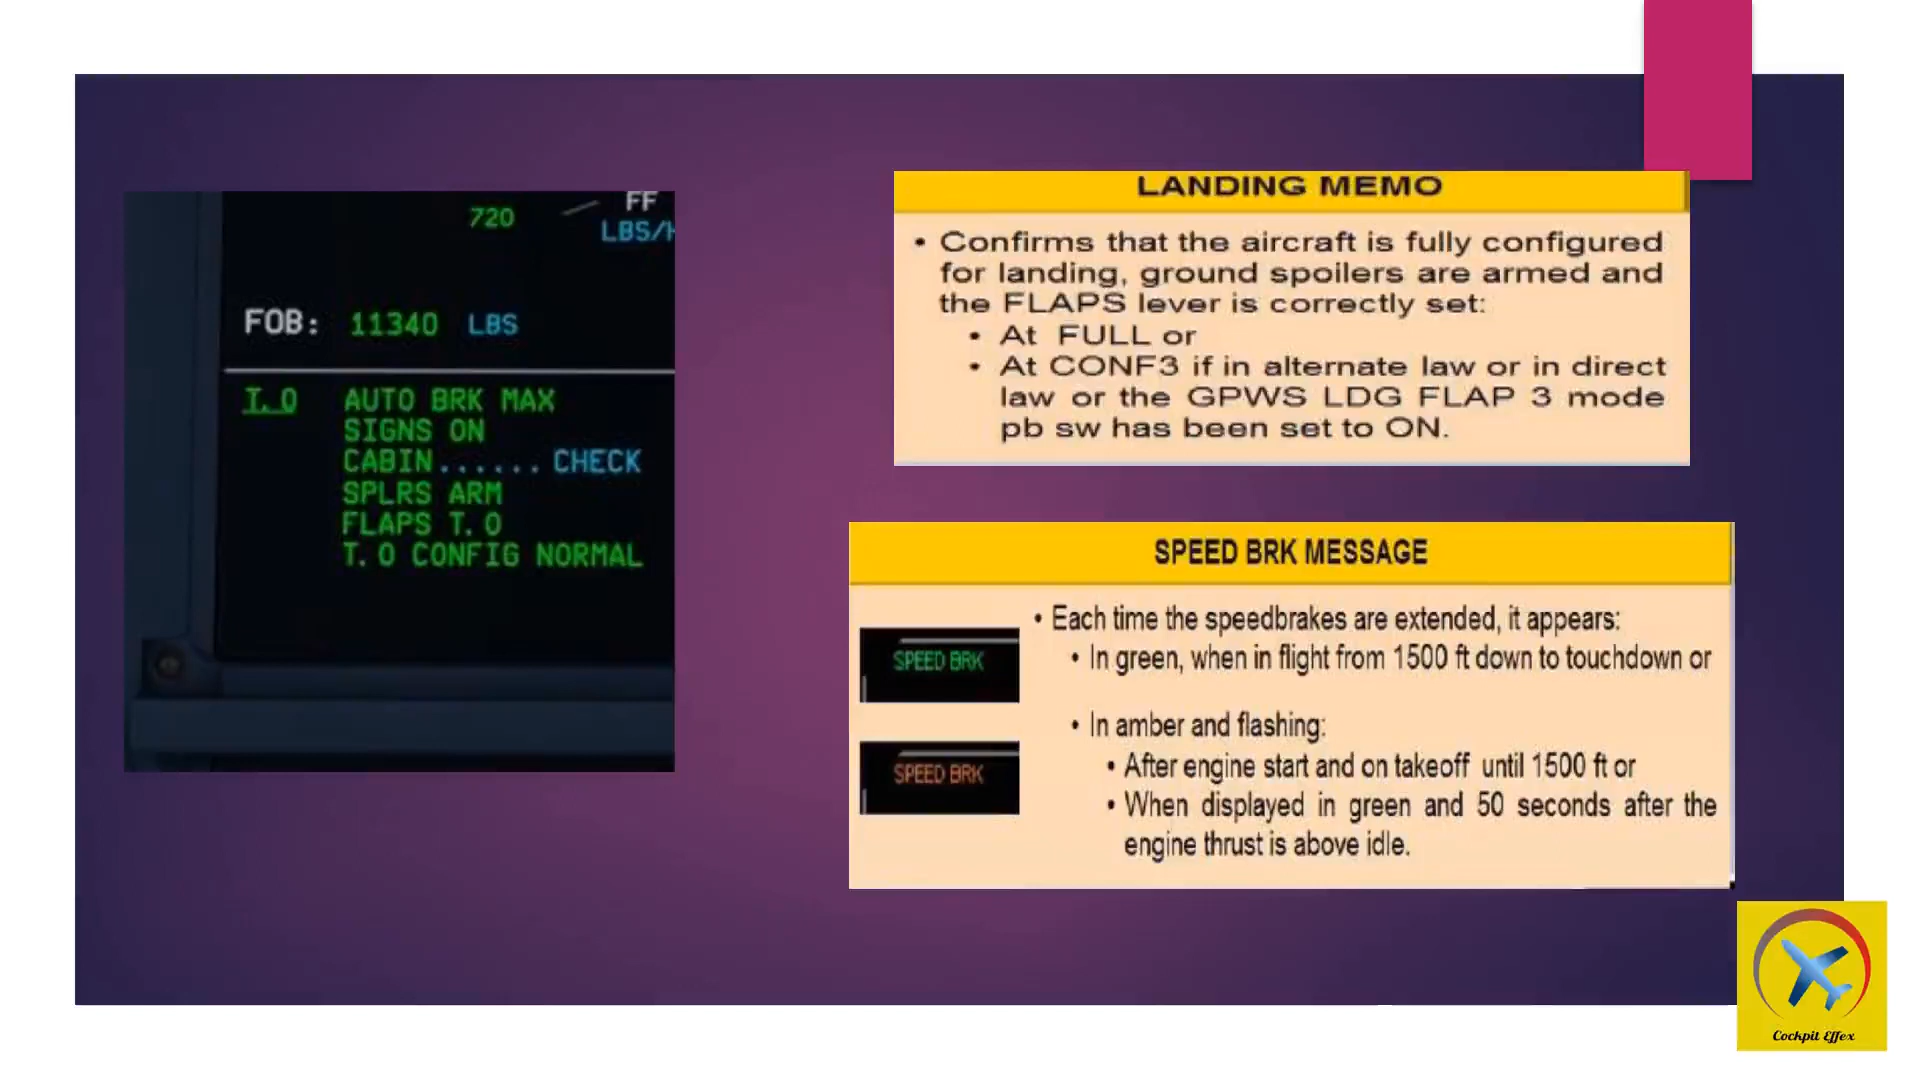 FF
720
LBS/H
FOB: 11340 LBS
T.O AUTO BRK MAX
SIGNS ON
CABIN...... CHECK
SPLRS ARM
FLAPS T.O
T.O CONFIG NORMAL
LANDING MEMO
• Confirms that the aircraft is fully configured
for landing, ground spoilers are armed and
the FLAPS lever is correctly set:
• At FULL or
• At CONF3 if in alternate law or in direct
law or the GPWS LDG FLAP 3 mode
pb sw has been set to ON.
SPEED BRK MESSAGE
• Each time the speedbrakes are extended, it appears:
SPEED BRK
• In green, when in flight from 1500 ft down to touchdown or
• In amber and flashing:
SPEED BRK
• After engine start and on takeoff until 1500 ft or
• When displayed in green and 50 seconds after the
engine thrust is above idle.
Cockpit Effex